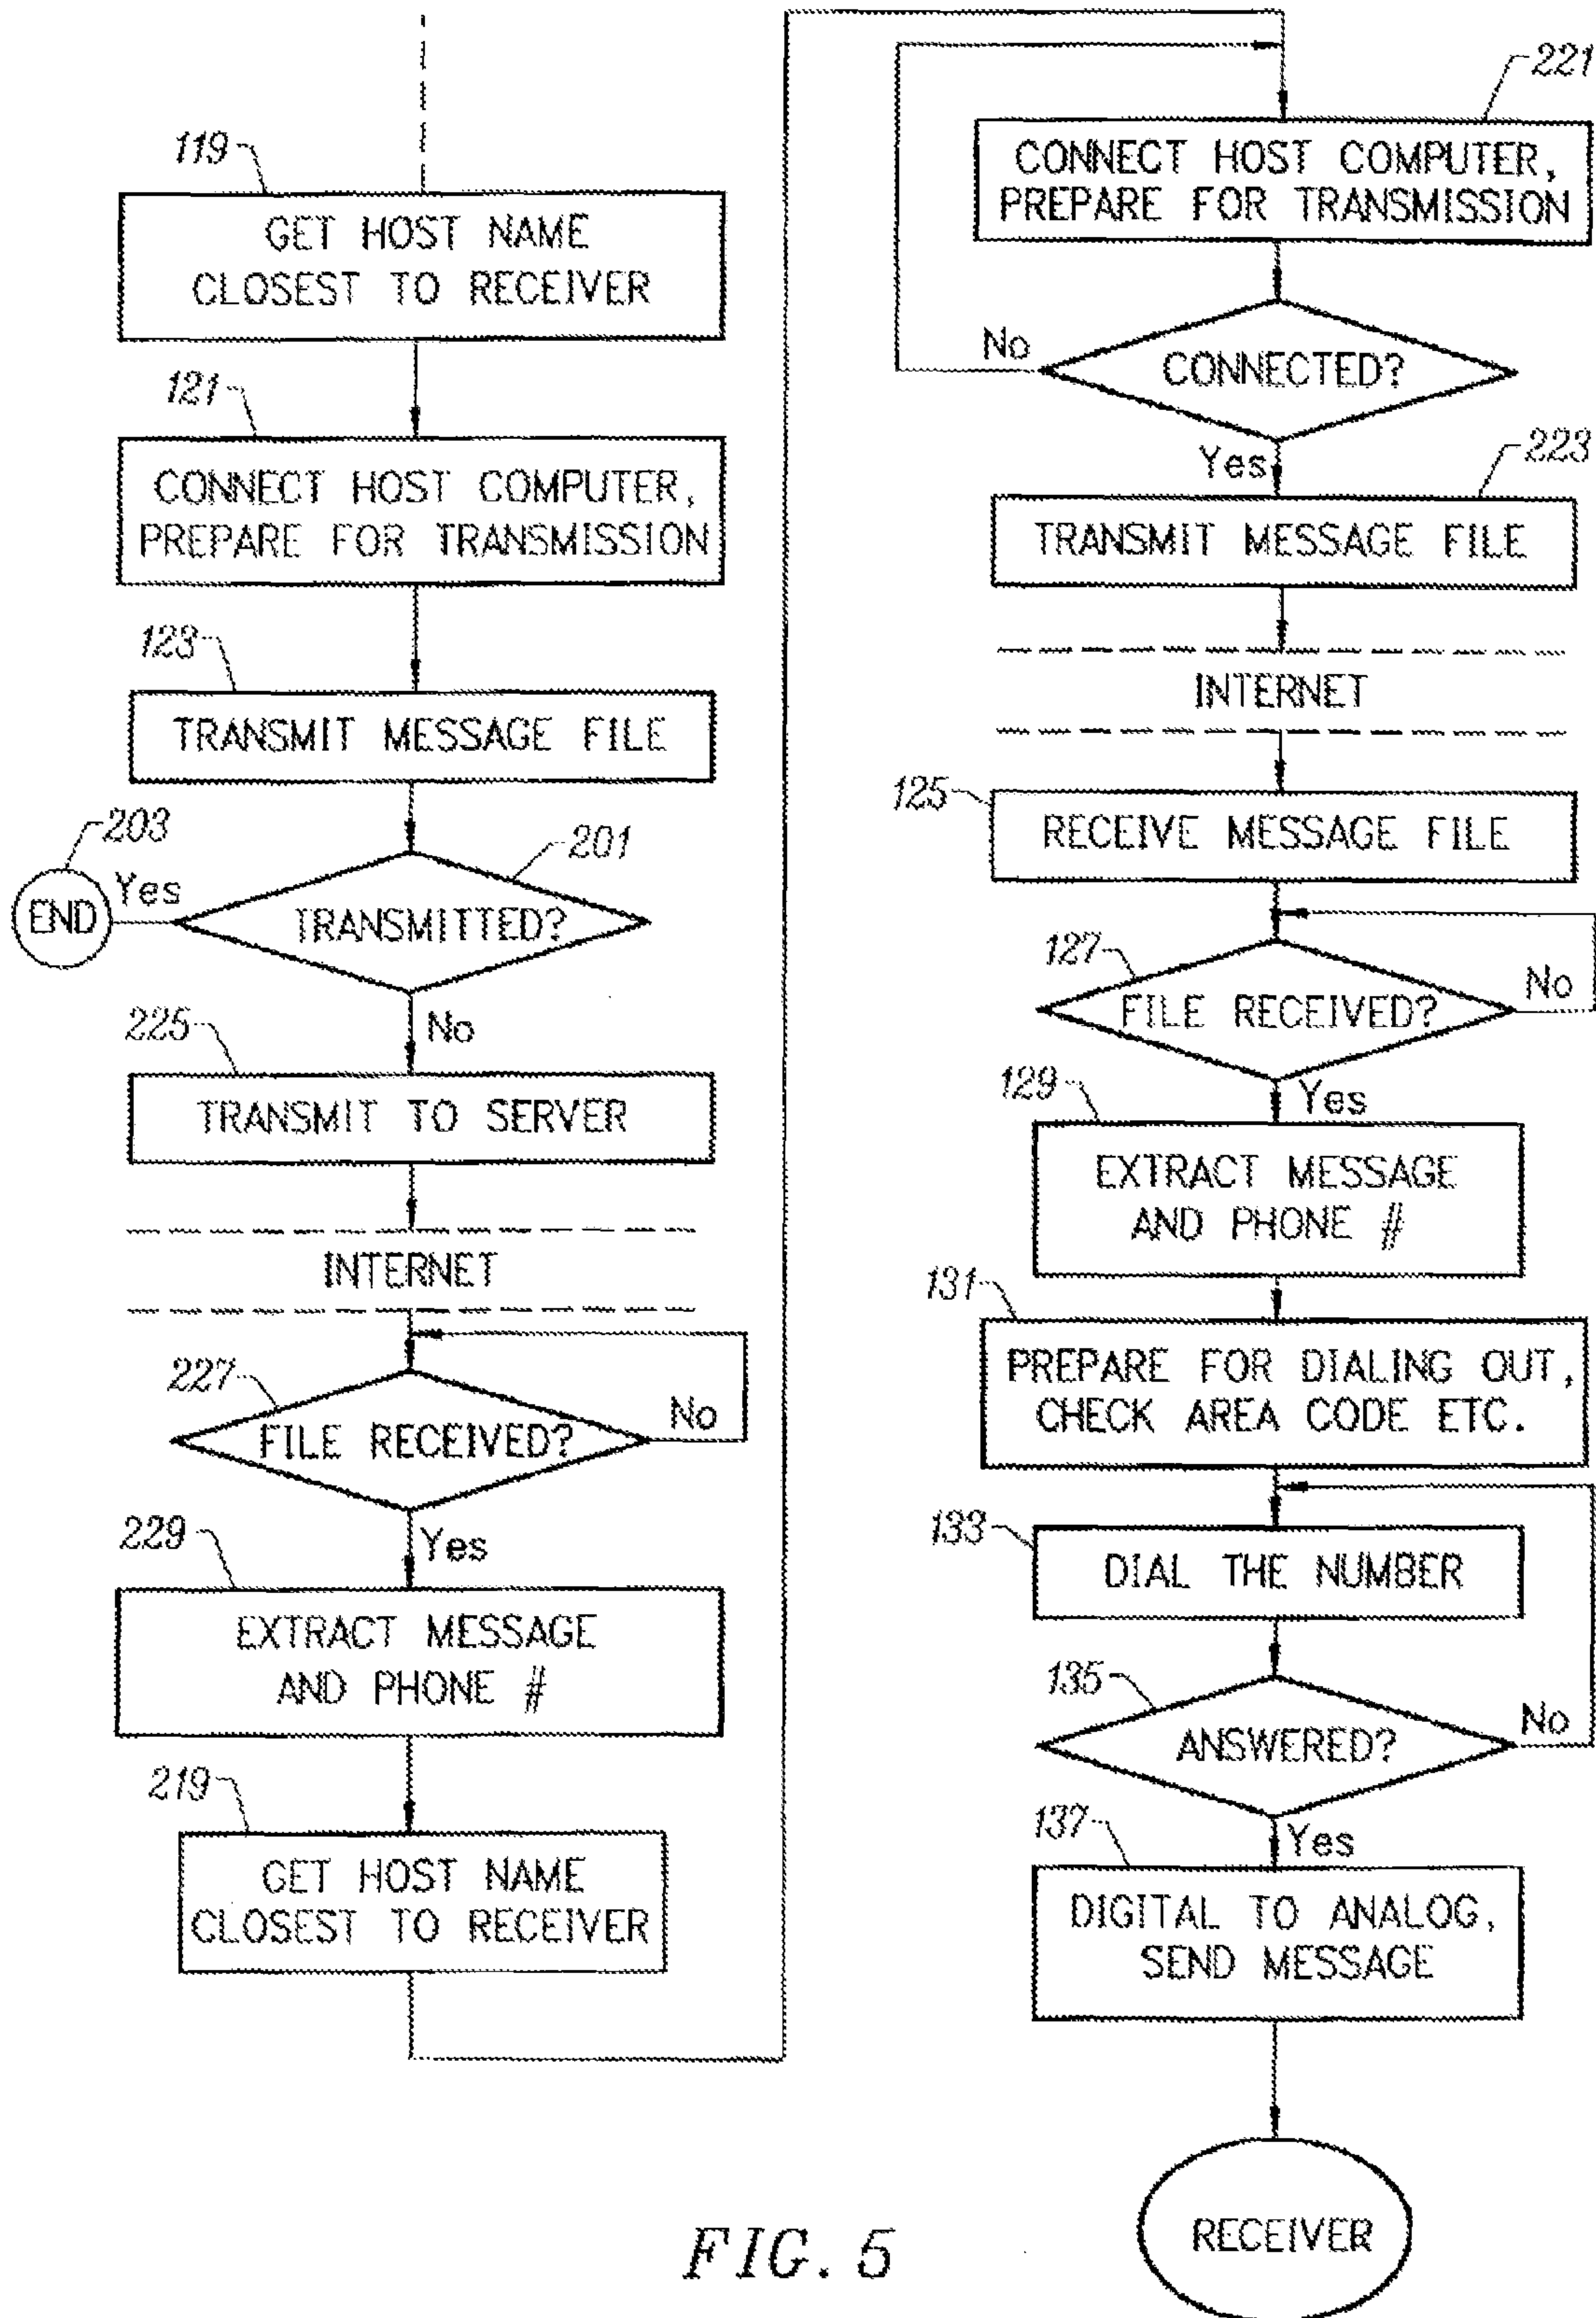 119
GET HOST NAME
CLOSEST TO RECEIVER
121
CONNECT HOST COMPUTER,
PREPARE FOR TRANSMISSION
123
TRANSMIT MESSAGE FILE
203
201
END
Yes
TRANSMITTED?
No
225
TRANSMIT TO SERVER
INTERNET
227
No
FILE RECEIVED?
Yes
229
EXTRACT MESSAGE
AND PHONE #
219
GET HOST NAME
CLOSEST TO RECEIVER
221
CONNECT HOST COMPUTER,
PREPARE FOR TRANSMISSION
No
CONNECTED?
Yes
223
TRANSMIT MESSAGE FILE
INTERNET
125
RECEIVE MESSAGE FILE
127
No
FILE RECEIVED?
Yes
129
EXTRACT MESSAGE
AND PHONE #
131
PREPARE FOR DIALING OUT,
CHECK AREA CODE ETC.
133
DIAL THE NUMBER
135
No
ANSWERED?
Yes
137
DIGITAL TO ANALOG,
SEND MESSAGE
RECEIVER
FIG. 5